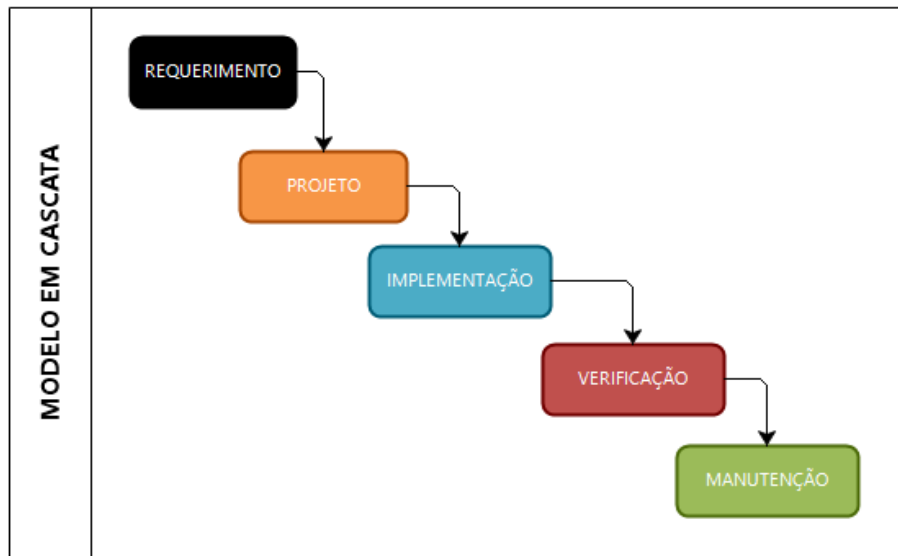 MODELO EM CASCATA
REQUERIMENTO
PROJETO
IMPLEMENTAÇÃO
VERIFICAÇÃO
MANUTENÇÃO